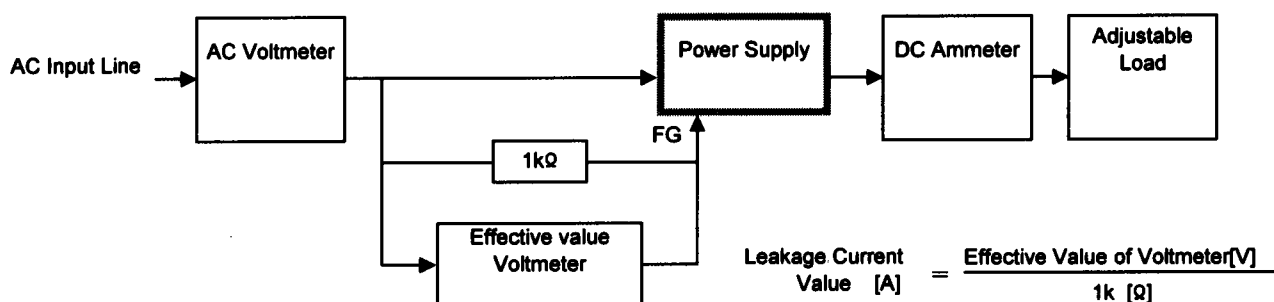 AC Input Line
AC Voltmeter
Power Supply
DC Ammeter
Adjustable
Load
FG
1kΩ
Effective value
Voltmeter
Leakage Current
Value [A]
=
Effective Value of Voltmeter[V]
1k [Ω]